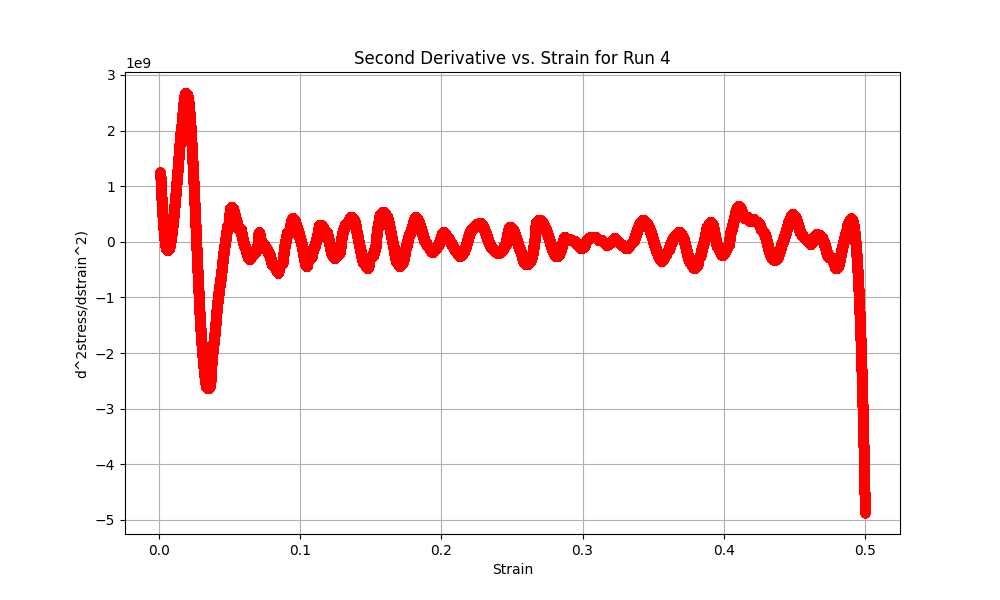 Second Derivative vs. Strain for Run 4
1e9
3
2
1
0
−1
−2
−3
−4
−5
d^2stress/dstrain^2)
0.0 0.1 0.2 0.3 0.4 0.5
Strain